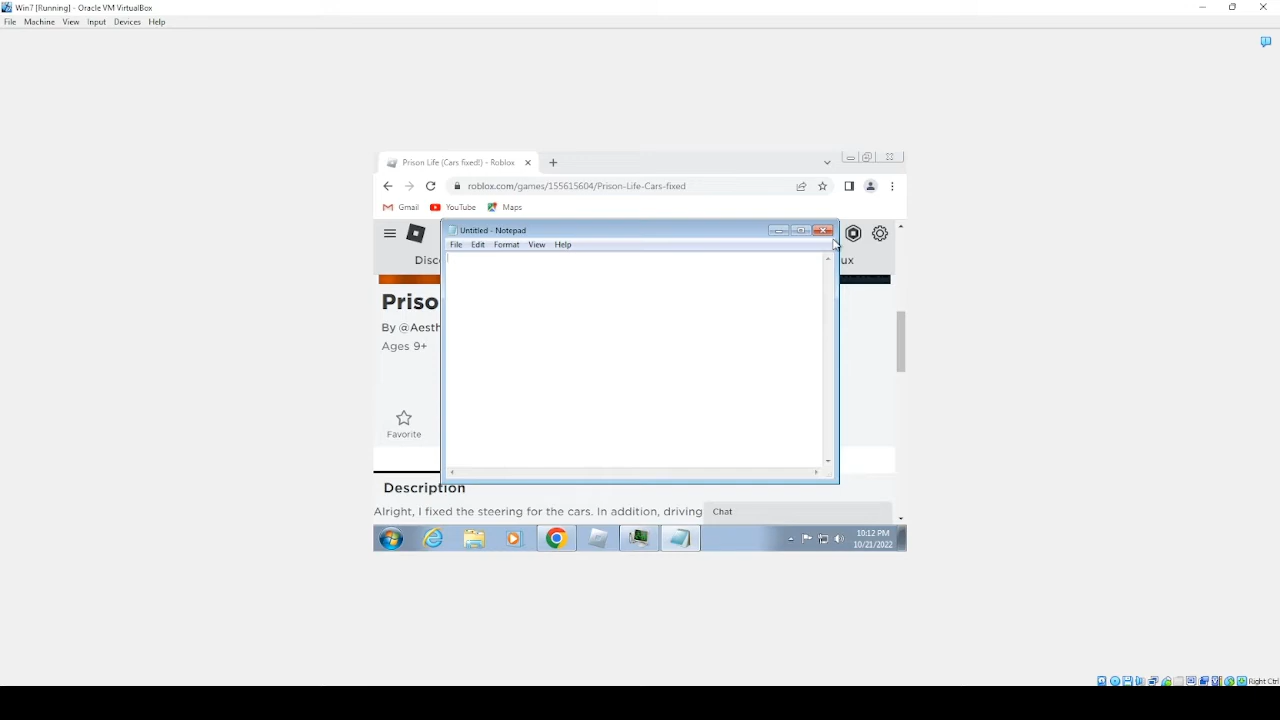 Win7 [Running] - Oracle VM VirtualBox
File Machine View Input Devices Help
Prison Life (Cars fixed!) - Roblox
roblox.com/games/155615604/Prison-Life-Cars-fixed
Gmail YouTube Maps
Untitled - Notepad
File Edit Format View Help
Disc
ux
Priso
By @Aesth
Ages 9+
Favorite
Description
Alright, I fixed the steering for the cars. In addition, driving
Chat
10:12 PM
10/21/2022
Right Ctrl